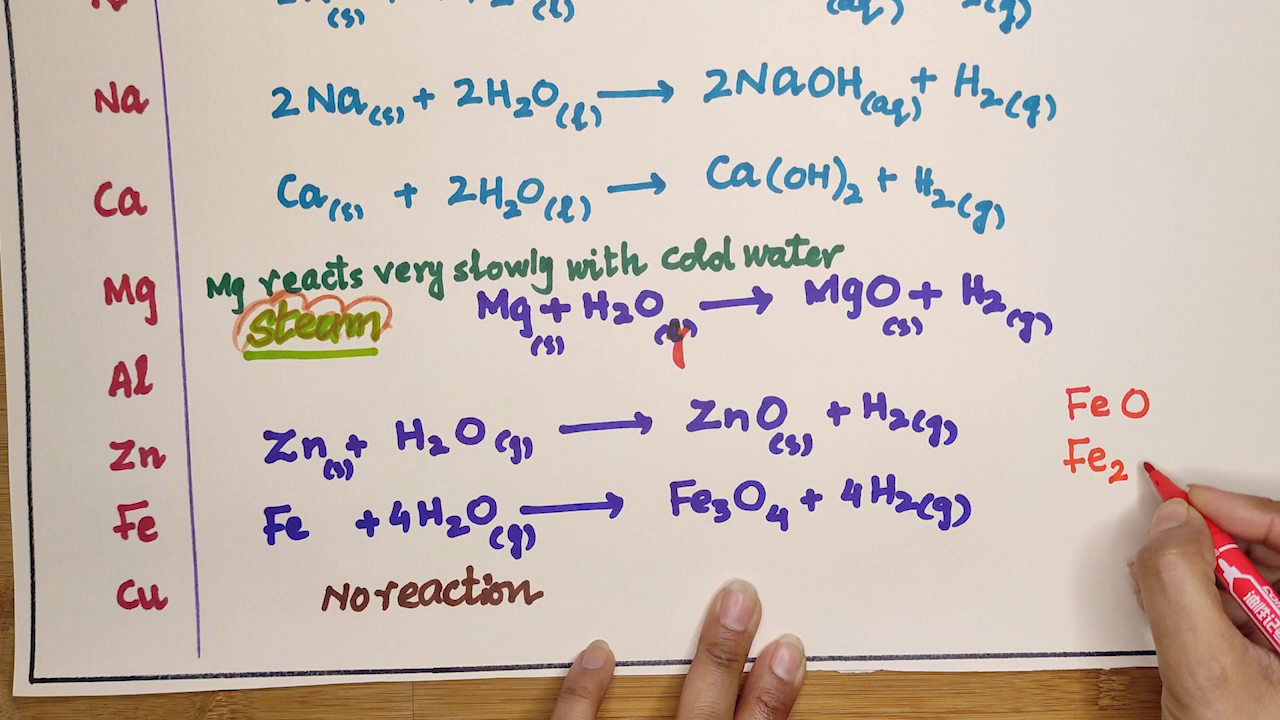 Na 2Na(s) + 2H2O(l) → 2NaOH(aq) + H2(g)
Ca Ca(s) + 2H2O(l) → Ca(OH)2 + H2(g)
Mg reacts very slowly with cold water
Mg steam Mg(s) + H2O → MgO(s) + H2(g)
Al
FeO
Zn Zn(s) + H2O(g) → ZnO(s) + H2(g)
Fe2
Fe Fe + 4H2O(g) → Fe3O4 + 4H2(g)
Cu No reaction